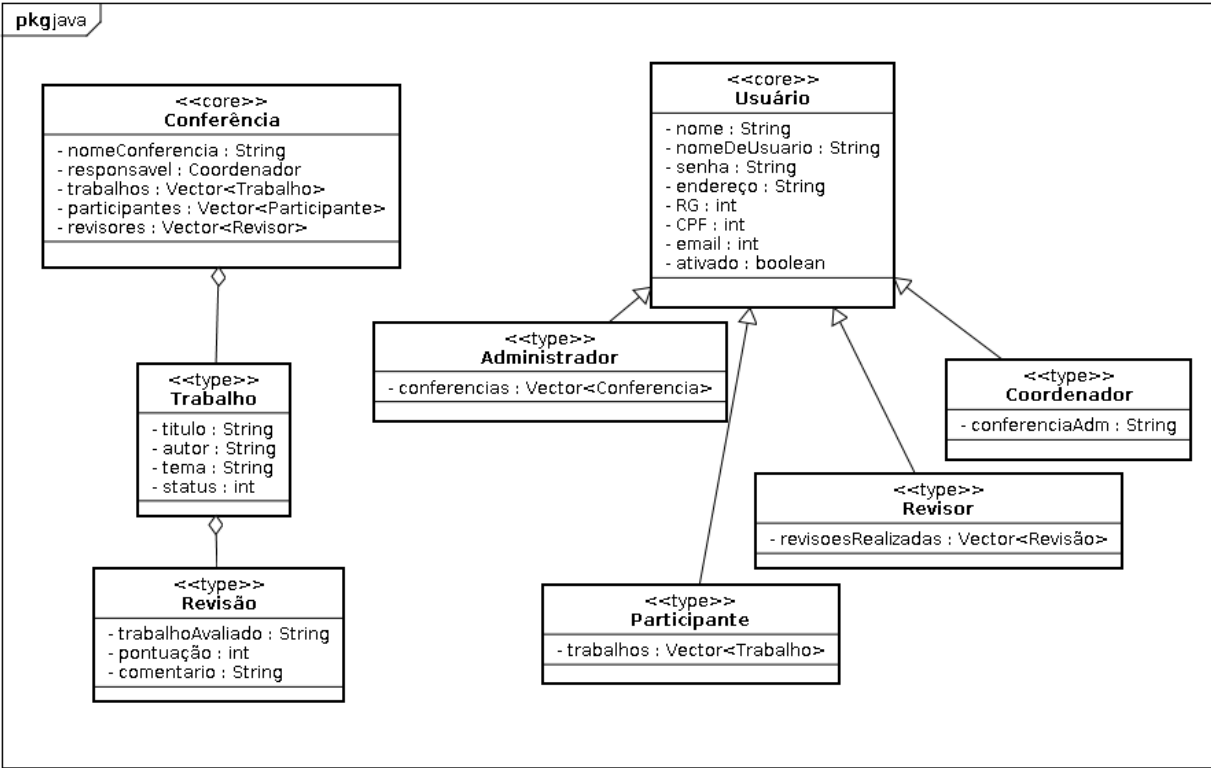 pkg java
<<core>>
Conferência
- nomeConferencia : String
- responsavel : Coordenador
- trabalhos : Vector<Trabalho>
- participantes : Vector<Participante>
- revisores : Vector<Revisor>
<<core>>
Usuário
- nome : String
- nomeDeUsuario : String
- senha : String
- endereço : String
- RG : int
- CPF : int
- email : int
- ativado : boolean
<<type>>
Administrador
- conferencias : Vector<Conferencia>
<<type>>
Trabalho
- titulo : String
- autor : String
- tema : String
- status : int
<<type>>
Coordenador
- conferenciaAdm : String
<<type>>
Revisor
- revisoesRealizadas : Vector<Revisão>
<<type>>
Revisão
- trabalhoAvaliado : String
- pontuação : int
- comentario : String
<<type>>
Participante
- trabalhos : Vector<Trabalho>